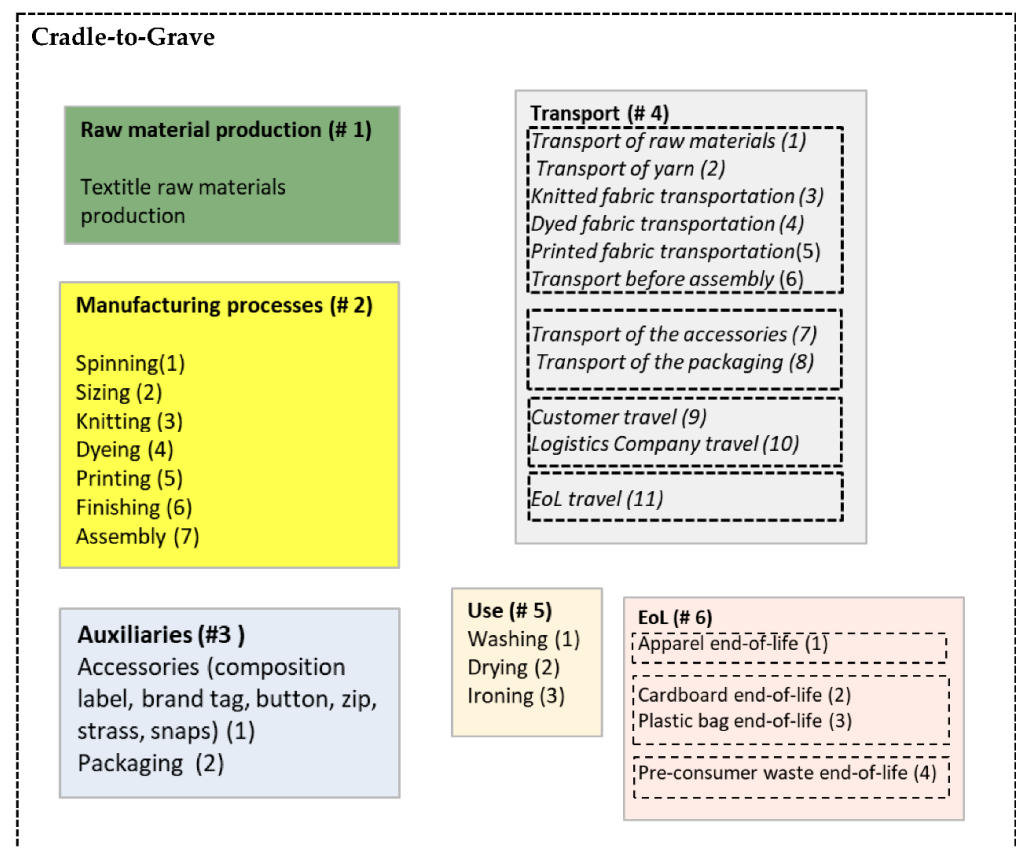 Cradle-to-Grave
Raw material production (# 1)
Textitle raw materials
production
Manufacturing processes (# 2)
Spinning(1)
Sizing (2)
Knitting (3)
Dyeing (4)
Printing (5)
Finishing (6)
Assembly (7)
Auxiliaries (#3 )
Accessories (composition
label, brand tag, button, zip,
strass, snaps) (1)
Packaging (2)
Transport (# 4)
Transport of raw materials (1)
Transport of yarn (2)
Knitted fabric transportation (3)
Dyed fabric transportation (4)
Printed fabric transportation(5)
Transport before assembly (6)
Transport of the accessories (7)
Transport of the packaging (8)
Customer travel (9)
Logistics Company travel (10)
EoL travel (11)
Use (# 5)
Washing (1)
Drying (2)
Ironing (3)
EoL (# 6)
Apparel end-of-life (1)
Cardboard end-of-life (2)
Plastic bag end-of-life (3)
Pre-consumer waste end-of-life (4)